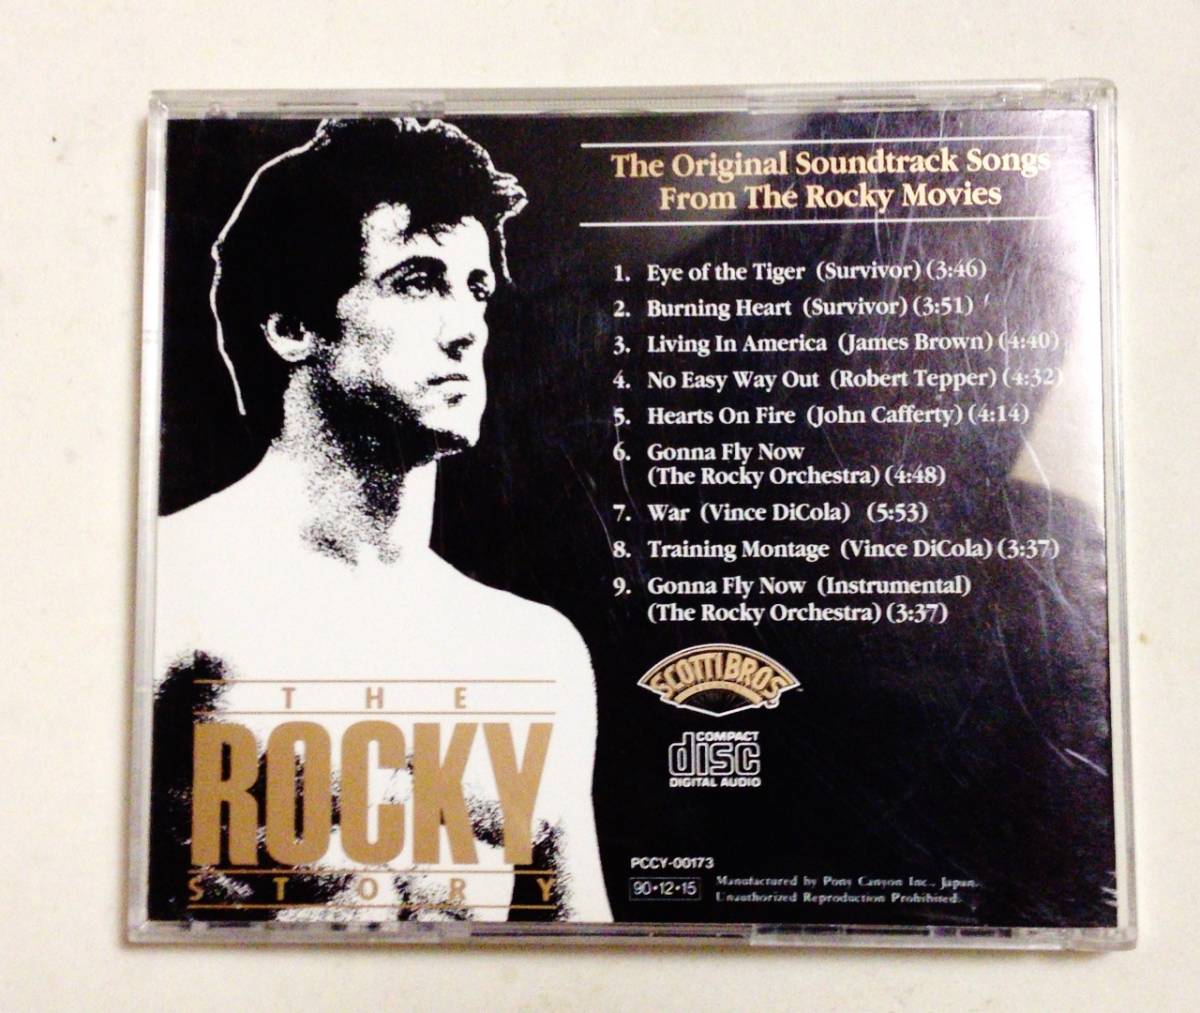 The Original Soundtrack Songs
From The Rocky Movies
1. Eye of the Tiger (Survivor) (3:46)
2. Burning Heart (Survivor) (3:51)
3. Living In America (James Brown) (4:40)
4. No Easy Way Out (Robert Tepper) (4:32)
5. Hearts On Fire (John Cafferty) (4:14)
6. Gonna Fly Now
(The Rocky Orchestra) (4:48)
7. War (Vince DiCola) (5:53)
8. Training Montage (Vince DiCola) (3:37)
9. Gonna Fly Now (Instrumental)
(The Rocky Orchestra) (3:37)
SCOTTI BROS
COMPACT
disc
DIGITAL AUDIO
THE
ROCKY
STORY
PCCY-00173
90•12•15
Manufactured by Pony Canyon Inc., Japan.
Unauthorized Reproduction Prohibited.